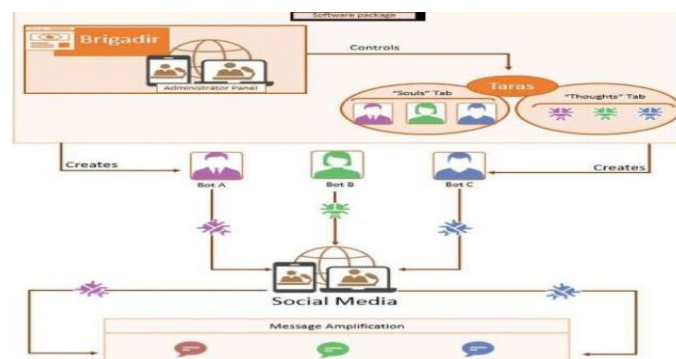 Software package
Brigadir
Administrator Panel
Controls
Taras
"Souls" Tab
"Thoughts" Tab
Creates
Creates
Bot A
Bot B
Bot C
Social Media
Message Amplification